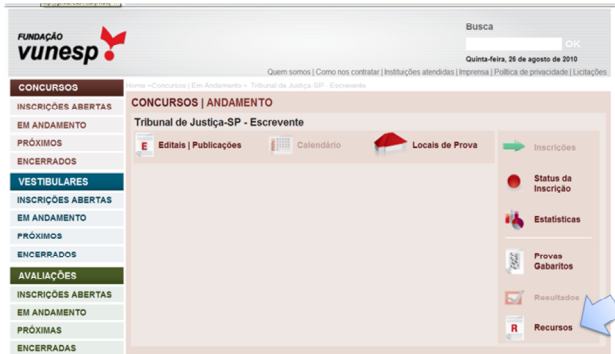 FUNDAÇÃO
vunesp
Busca
OK
Quinta-feira, 26 de agosto de 2010
Quem somos | Como nos contratar | Instituições atendidas | Imprensa | Política de privacidade | Licitações
Home »Concursos | Em Andamento » Tribunal de Justiça-SP - Escrevente
CONCURSOS
INSCRIÇÕES ABERTAS
EM ANDAMENTO
PRÓXIMOS
ENCERRADOS
VESTIBULARES
INSCRIÇÕES ABERTAS
EM ANDAMENTO
PRÓXIMOS
ENCERRADOS
AVALIAÇÕES
INSCRIÇÕES ABERTAS
EM ANDAMENTO
PRÓXIMAS
ENCERRADAS
CONCURSOS | ANDAMENTO
Tribunal de Justiça-SP - Escrevente
E Editais | Publicações
Calendário
Locais de Prova
Inscrições
Status da
Inscrição
Estatísticas
Provas
Gabaritos
Resultados
R Recursos